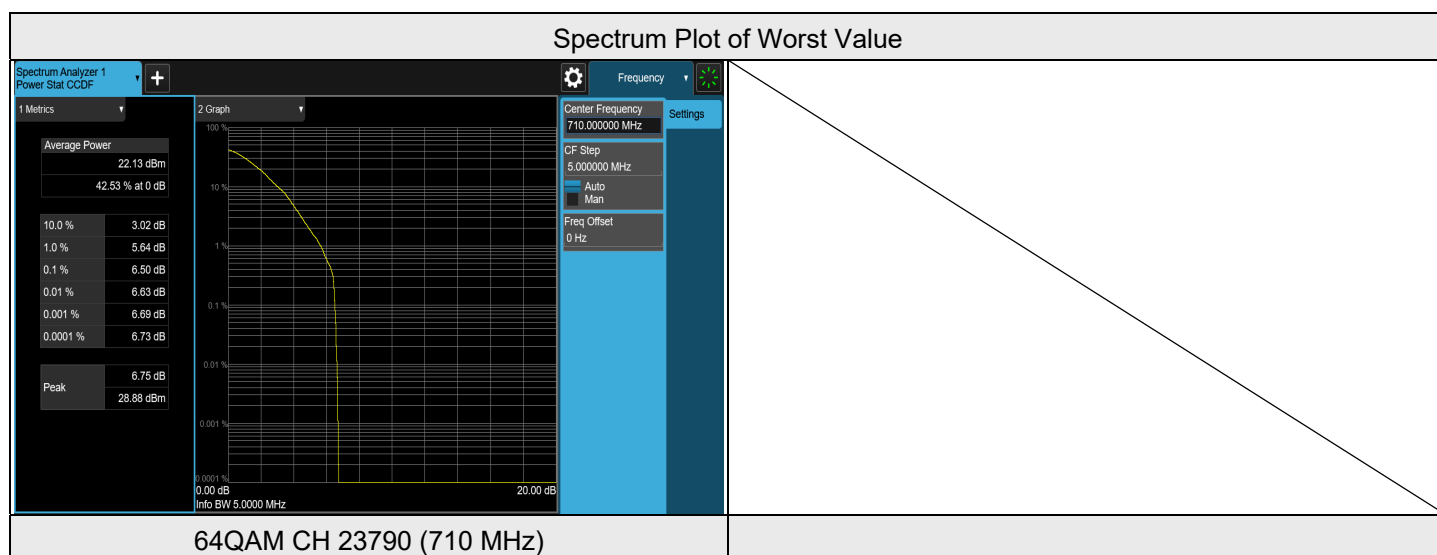 Spectrum Plot of Worst Value
Spectrum Analyzer 1
Power Stat CCDF
+
Frequency
1 Metrics
2 Graph
Center Frequency
710.000000 MHz
Settings
CF Step
5.000000 MHz
Auto
Man
Freq Offset
0 Hz
Average Power
22.13 dBm
42.53 % at 0 dB
10.0 % 3.02 dB
1.0 % 5.64 dB
0.1 % 6.50 dB
0.01 % 6.63 dB
0.001 % 6.69 dB
0.0001 % 6.73 dB
Peak 6.75 dB
28.88 dBm
100 %
10 %
1 %
0.1 %
0.01 %
0.001 %
0.0001 %
0.00 dB 20.00 dB
Info BW 5.0000 MHz
64QAM CH 23790 (710 MHz)